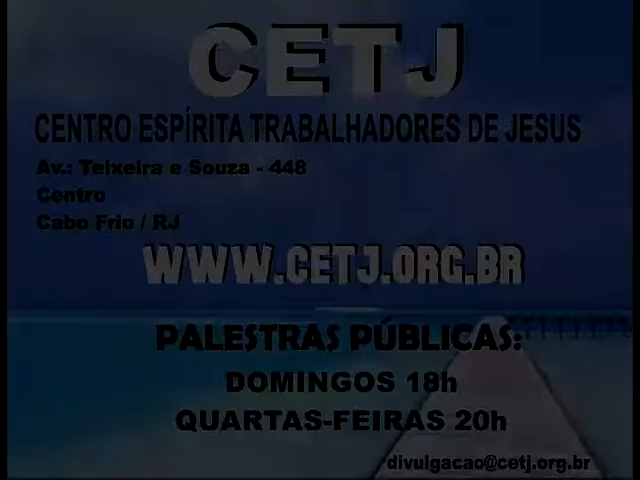 CETJ
CENTRO ESPÍRITA TRABALHADORES DE JESUS
Av.: Teixeira e Souza - 448
Centro
Cabo Frio / RJ
WWW.CETJ.ORG.BR
PALESTRAS PÚBLICAS:
DOMINGOS 18h
QUARTAS-FEIRAS 20h
divulgacao@cetj.org.br